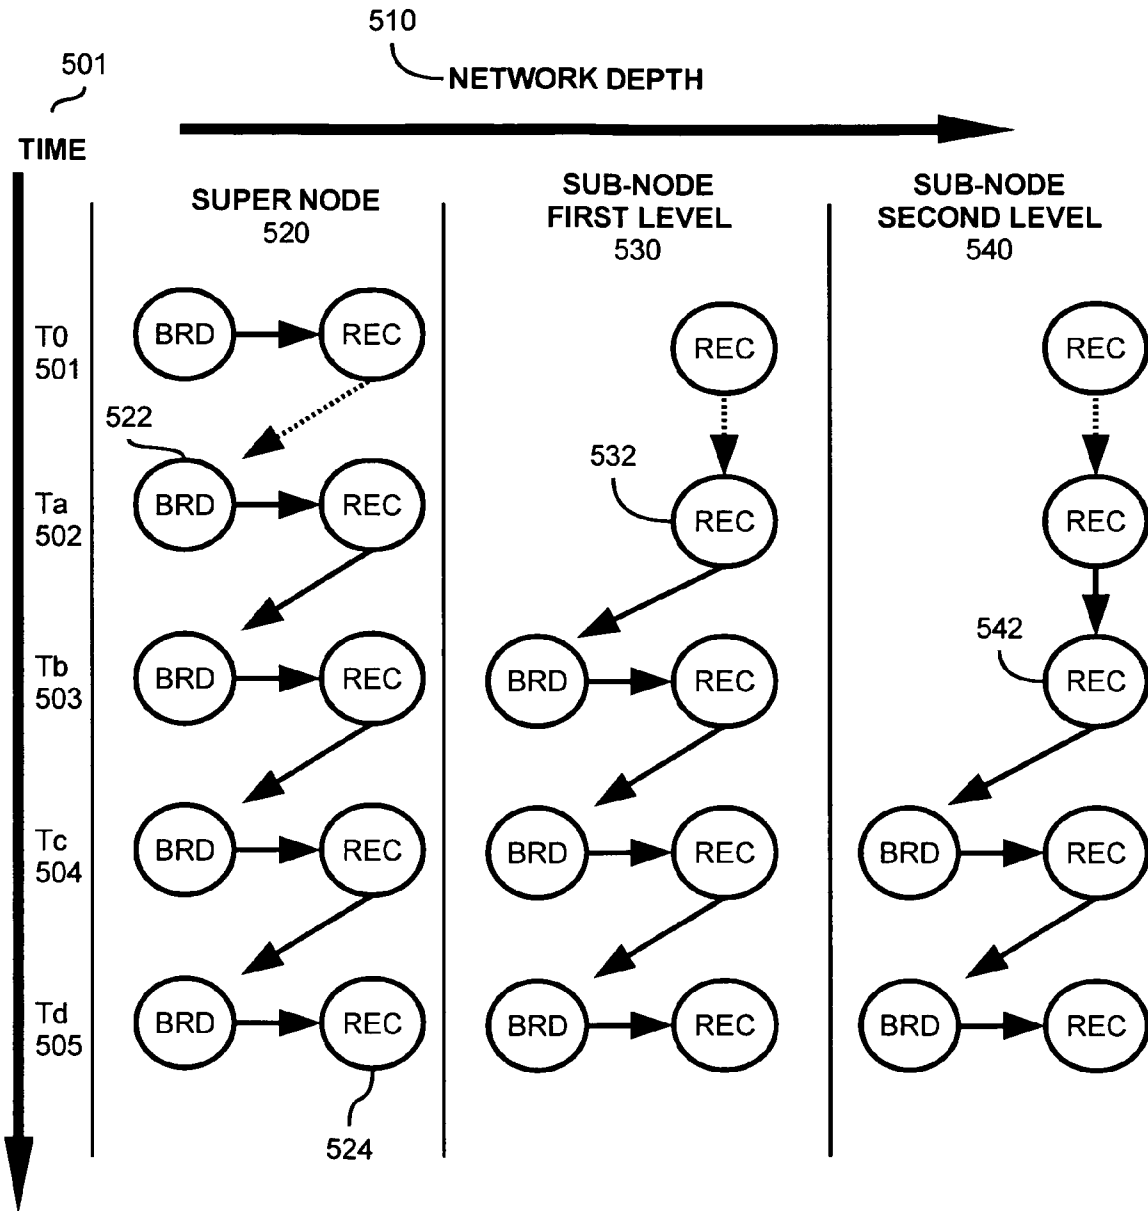 510
501
NETWORK DEPTH
TIME
SUPER NODE
520
SUB-NODE
FIRST LEVEL
530
SUB-NODE
SECOND LEVEL
540
T0
501
BRD
REC
REC
REC
522
532
Ta
502
BRD
REC
REC
REC
542
Tb
503
BRD
REC
BRD
REC
REC
Tc
504
BRD
REC
BRD
REC
BRD
REC
Td
505
BRD
REC
BRD
REC
BRD
REC
524